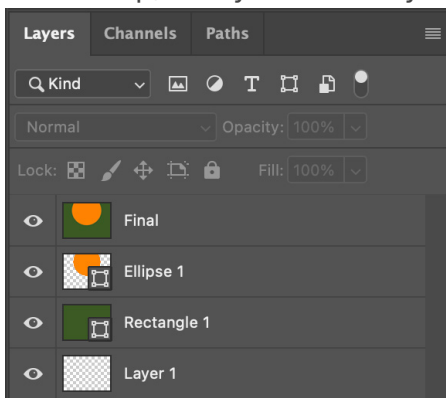 Layers Channels Paths
Kind T
Normal Opacity: 100%
Lock: Fill: 100%
Final
Ellipse 1
Rectangle 1
Layer 1